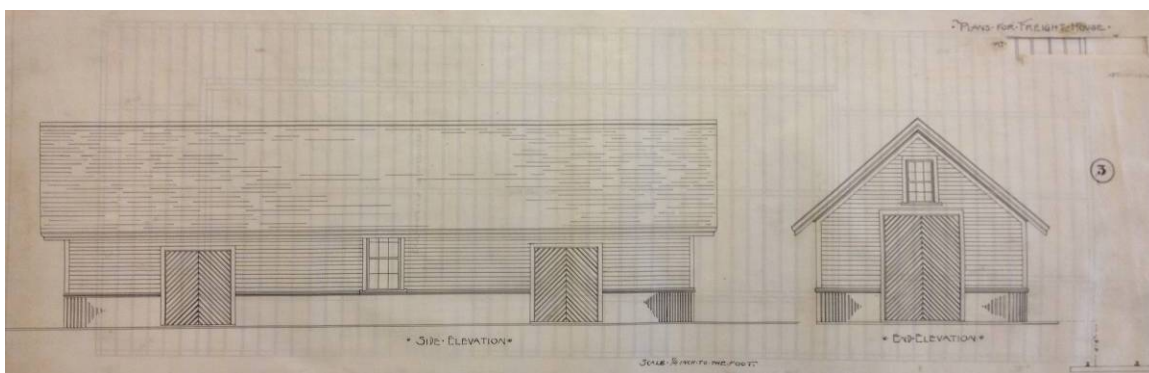 PLANS·FOR·FREIGHT·HOUSE·
3
• SIDE·ELEVATION •
• END·ELEVATION •